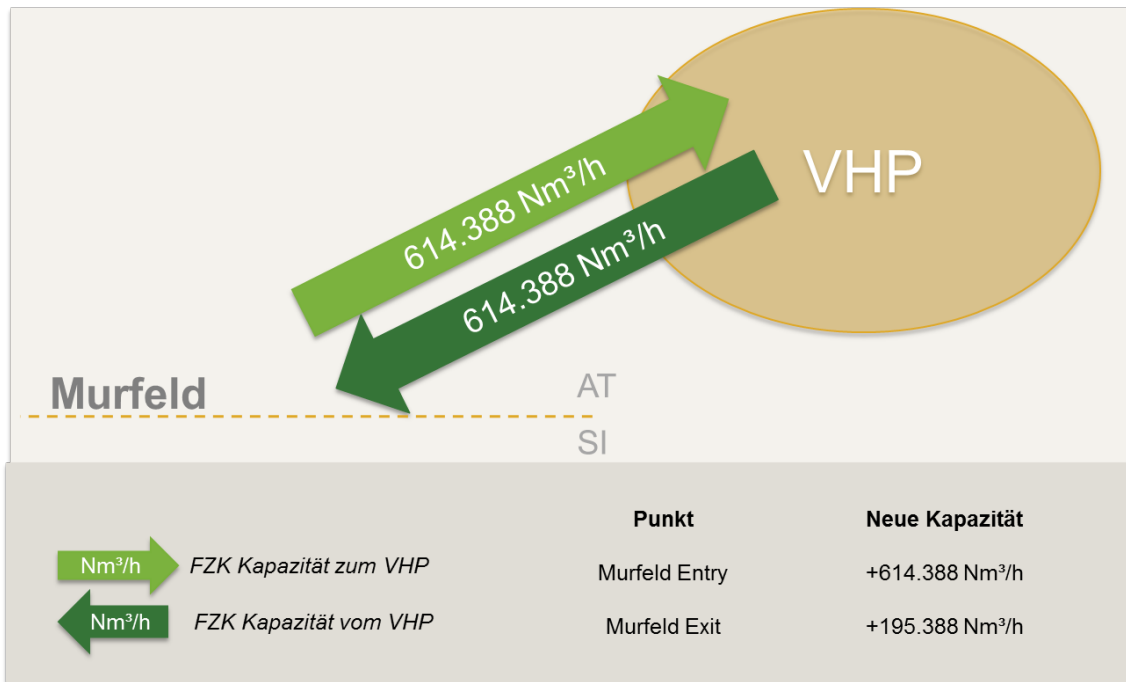 VHP
614.388 Nm³/h
614.388 Nm³/h
Murfeld
AT
SI
Punkt Neue Kapazität
Nm³/h FZK Kapazität zum VHP Murfeld Entry +614.388 Nm³/h
Nm³/h FZK Kapazität vom VHP Murfeld Exit +195.388 Nm³/h